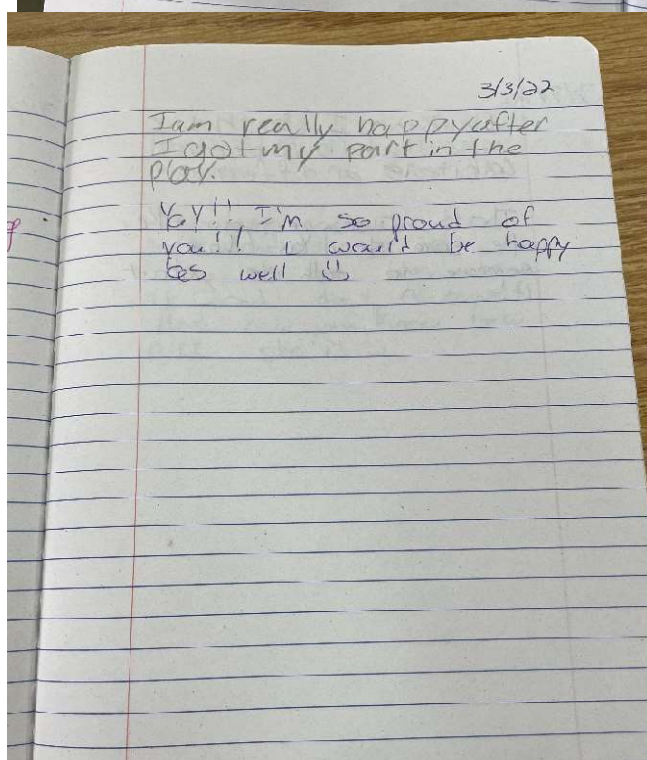 3/3/22
I am really happy after
I got my part in the
play.
Yay!! I'm so proud of
you!! I would be happy
as well ☺